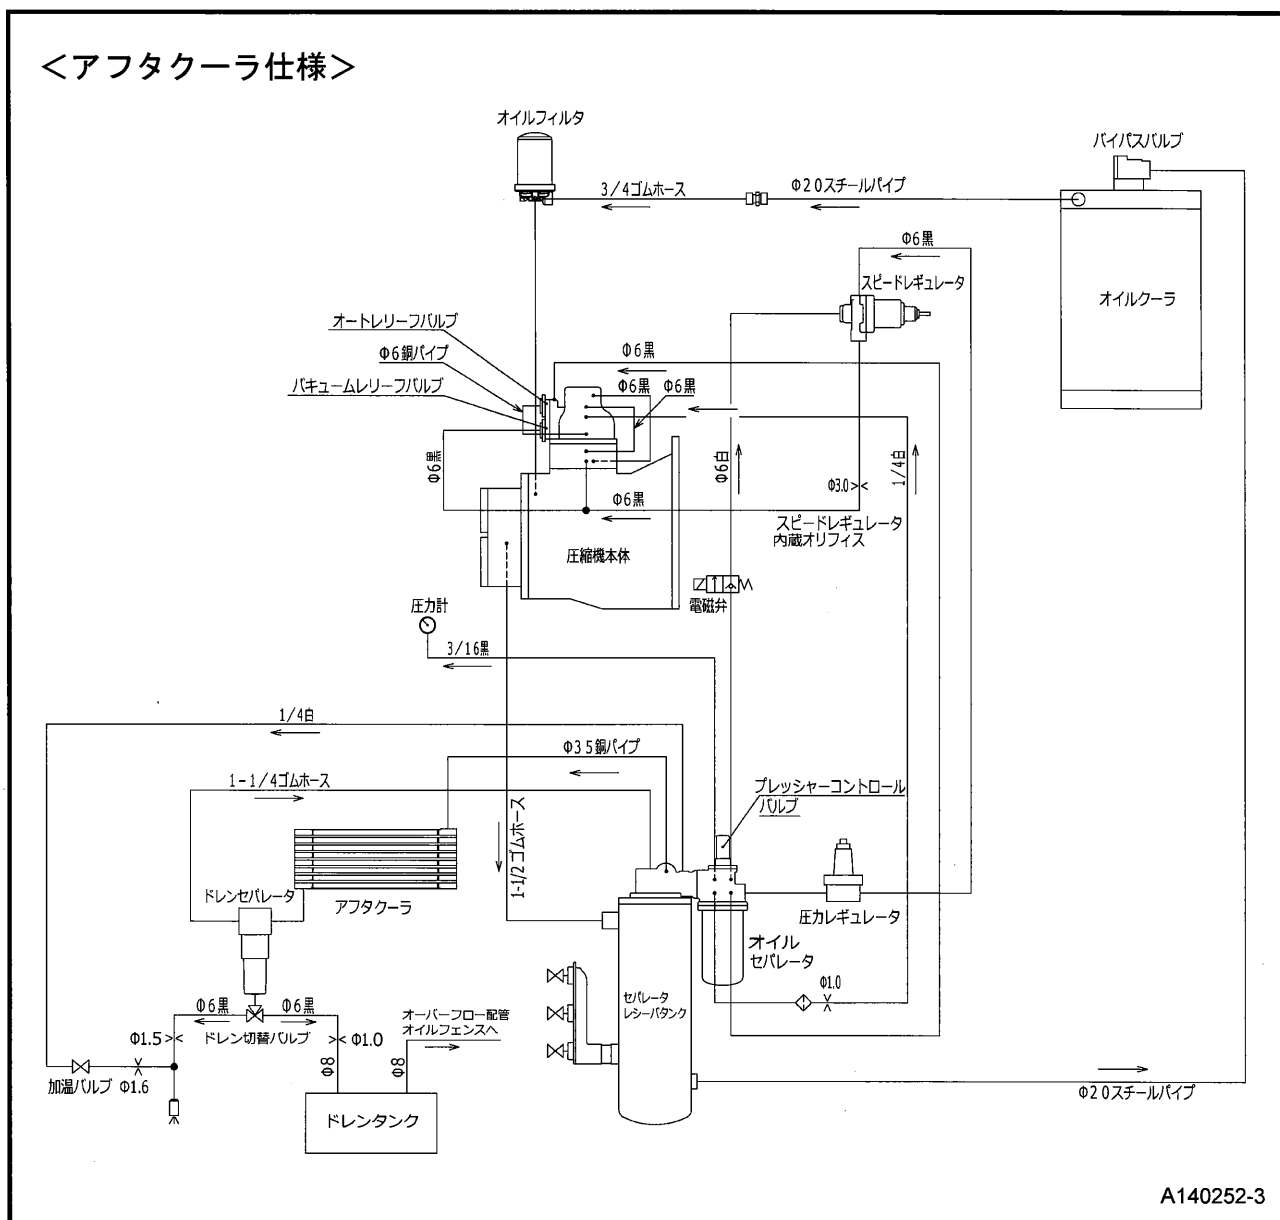 ＜アフタクーラ仕様＞
オイルフィルタ
バイパスバルブ
3/4ゴムホース
Φ20スチールパイプ
Φ6黒
スピードレギュレータ
オイルクーラ
オートレリーフバルブ
Φ6銅パイプ
Φ6黒
バキュームレリーフバルブ
Φ6黒
Φ6黒
Φ6黒
Φ6白
1/4白
Φ3.0
Φ6黒
スピードレギュレータ
内蔵オリフィス
圧縮機本体
電磁弁
圧力計
3/16黒
1/4白
Φ35銅パイプ
1-1/4ゴムホース
プレッシャーコントロール
バルブ
1-1/2ゴムホース
ドレンセパレータ
アフタクーラ
圧力レギュレータ
オイル
セパレータ
Φ1.0
セパレータ
レシーバタンク
Φ6黒
Φ6黒
オーバーフロー配管
オイルフェンスへ
Φ1.5
ドレン切替バルブ
Φ1.0
Φ8
Φ8
加温バルブ
Φ1.6
ドレンタンク
Φ20スチールパイプ
A140252-3